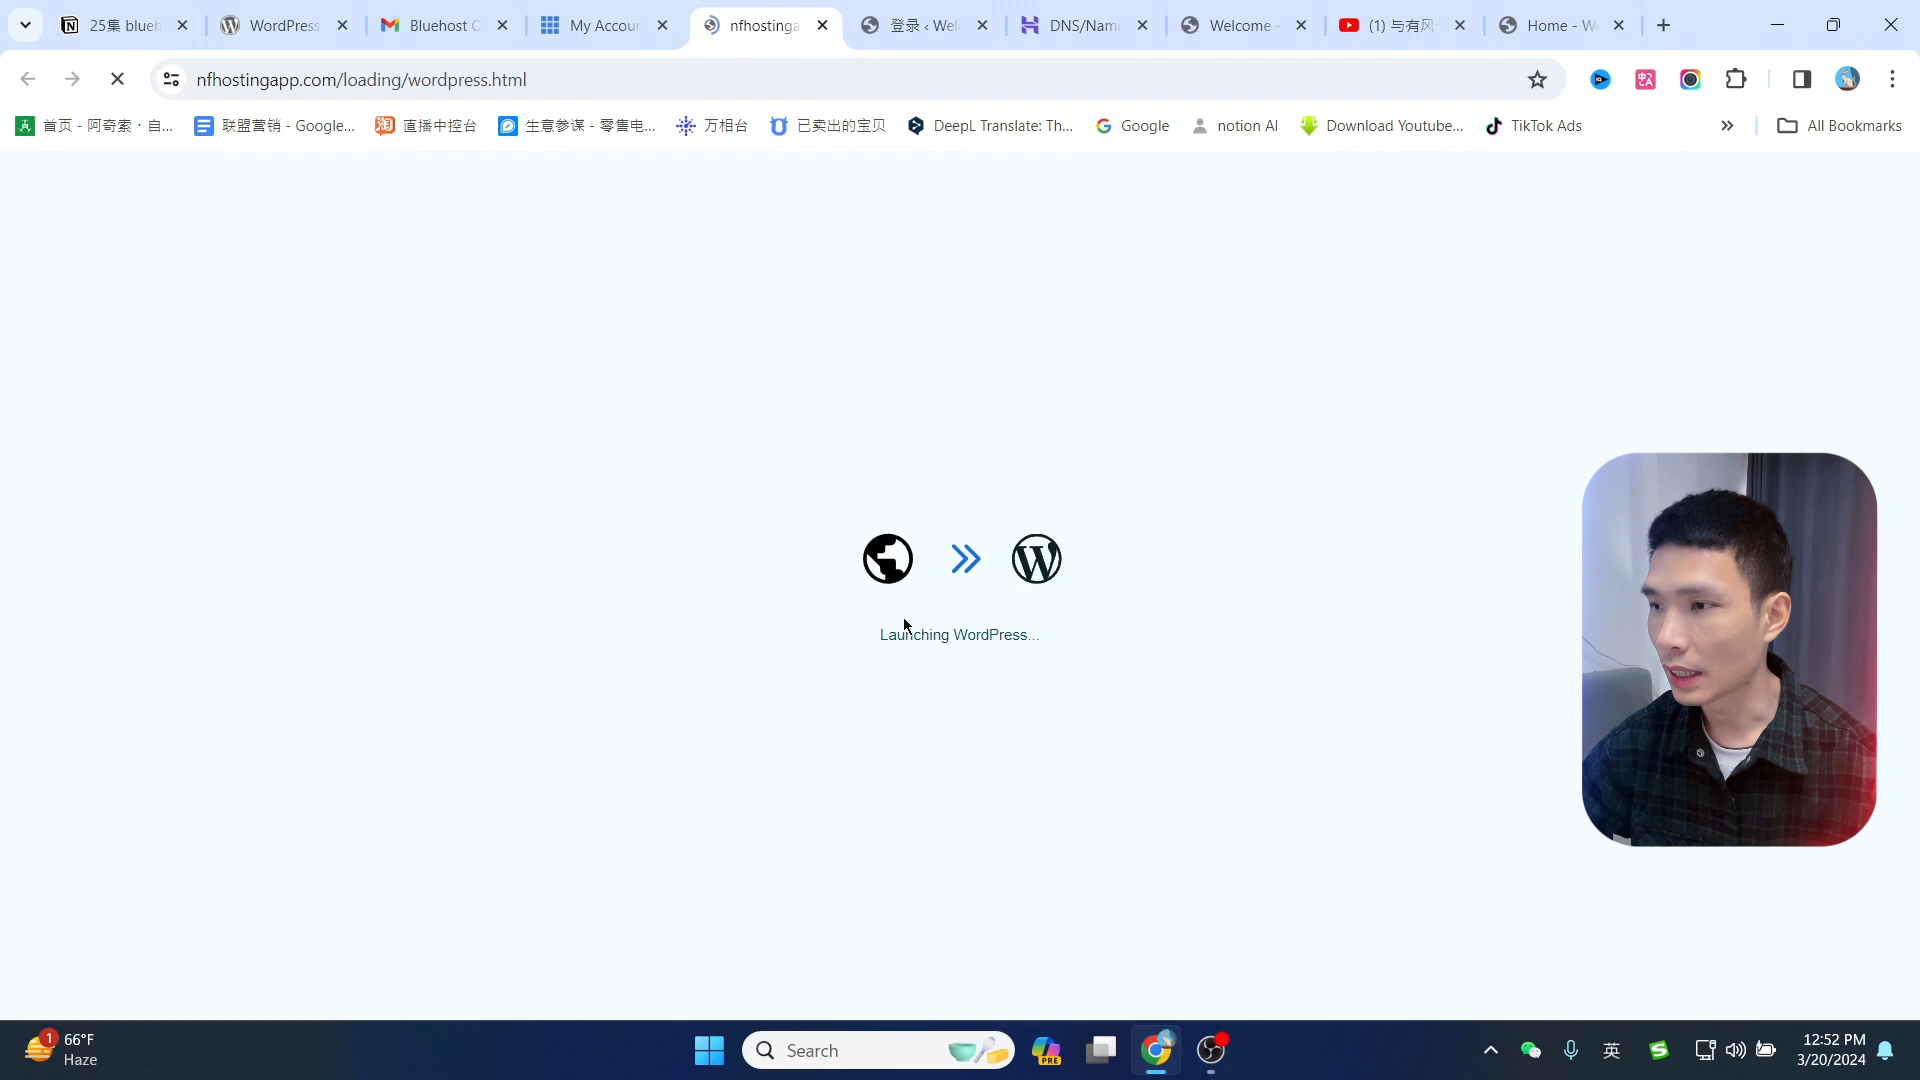 25集 blueh
WordPress
Bluehost O
My Accour
nfhostinga
登录 ‹ Wel
DNS/Name
Welcome -
(1) 与有风
Home - W
nfhostingapp.com/loading/wordpress.html
首页 - 阿奇索 · 自...
联盟营销 - Google...
直播中控台
生意参谋 - 零售电...
万相台
已卖出的宝贝
DeepL Translate: Th...
Google
notion AI
Download Youtube...
TikTok Ads
All Bookmarks
Launching WordPress...
1
66°F
Haze
Search
PRE
英
12:52 PM
3/20/2024